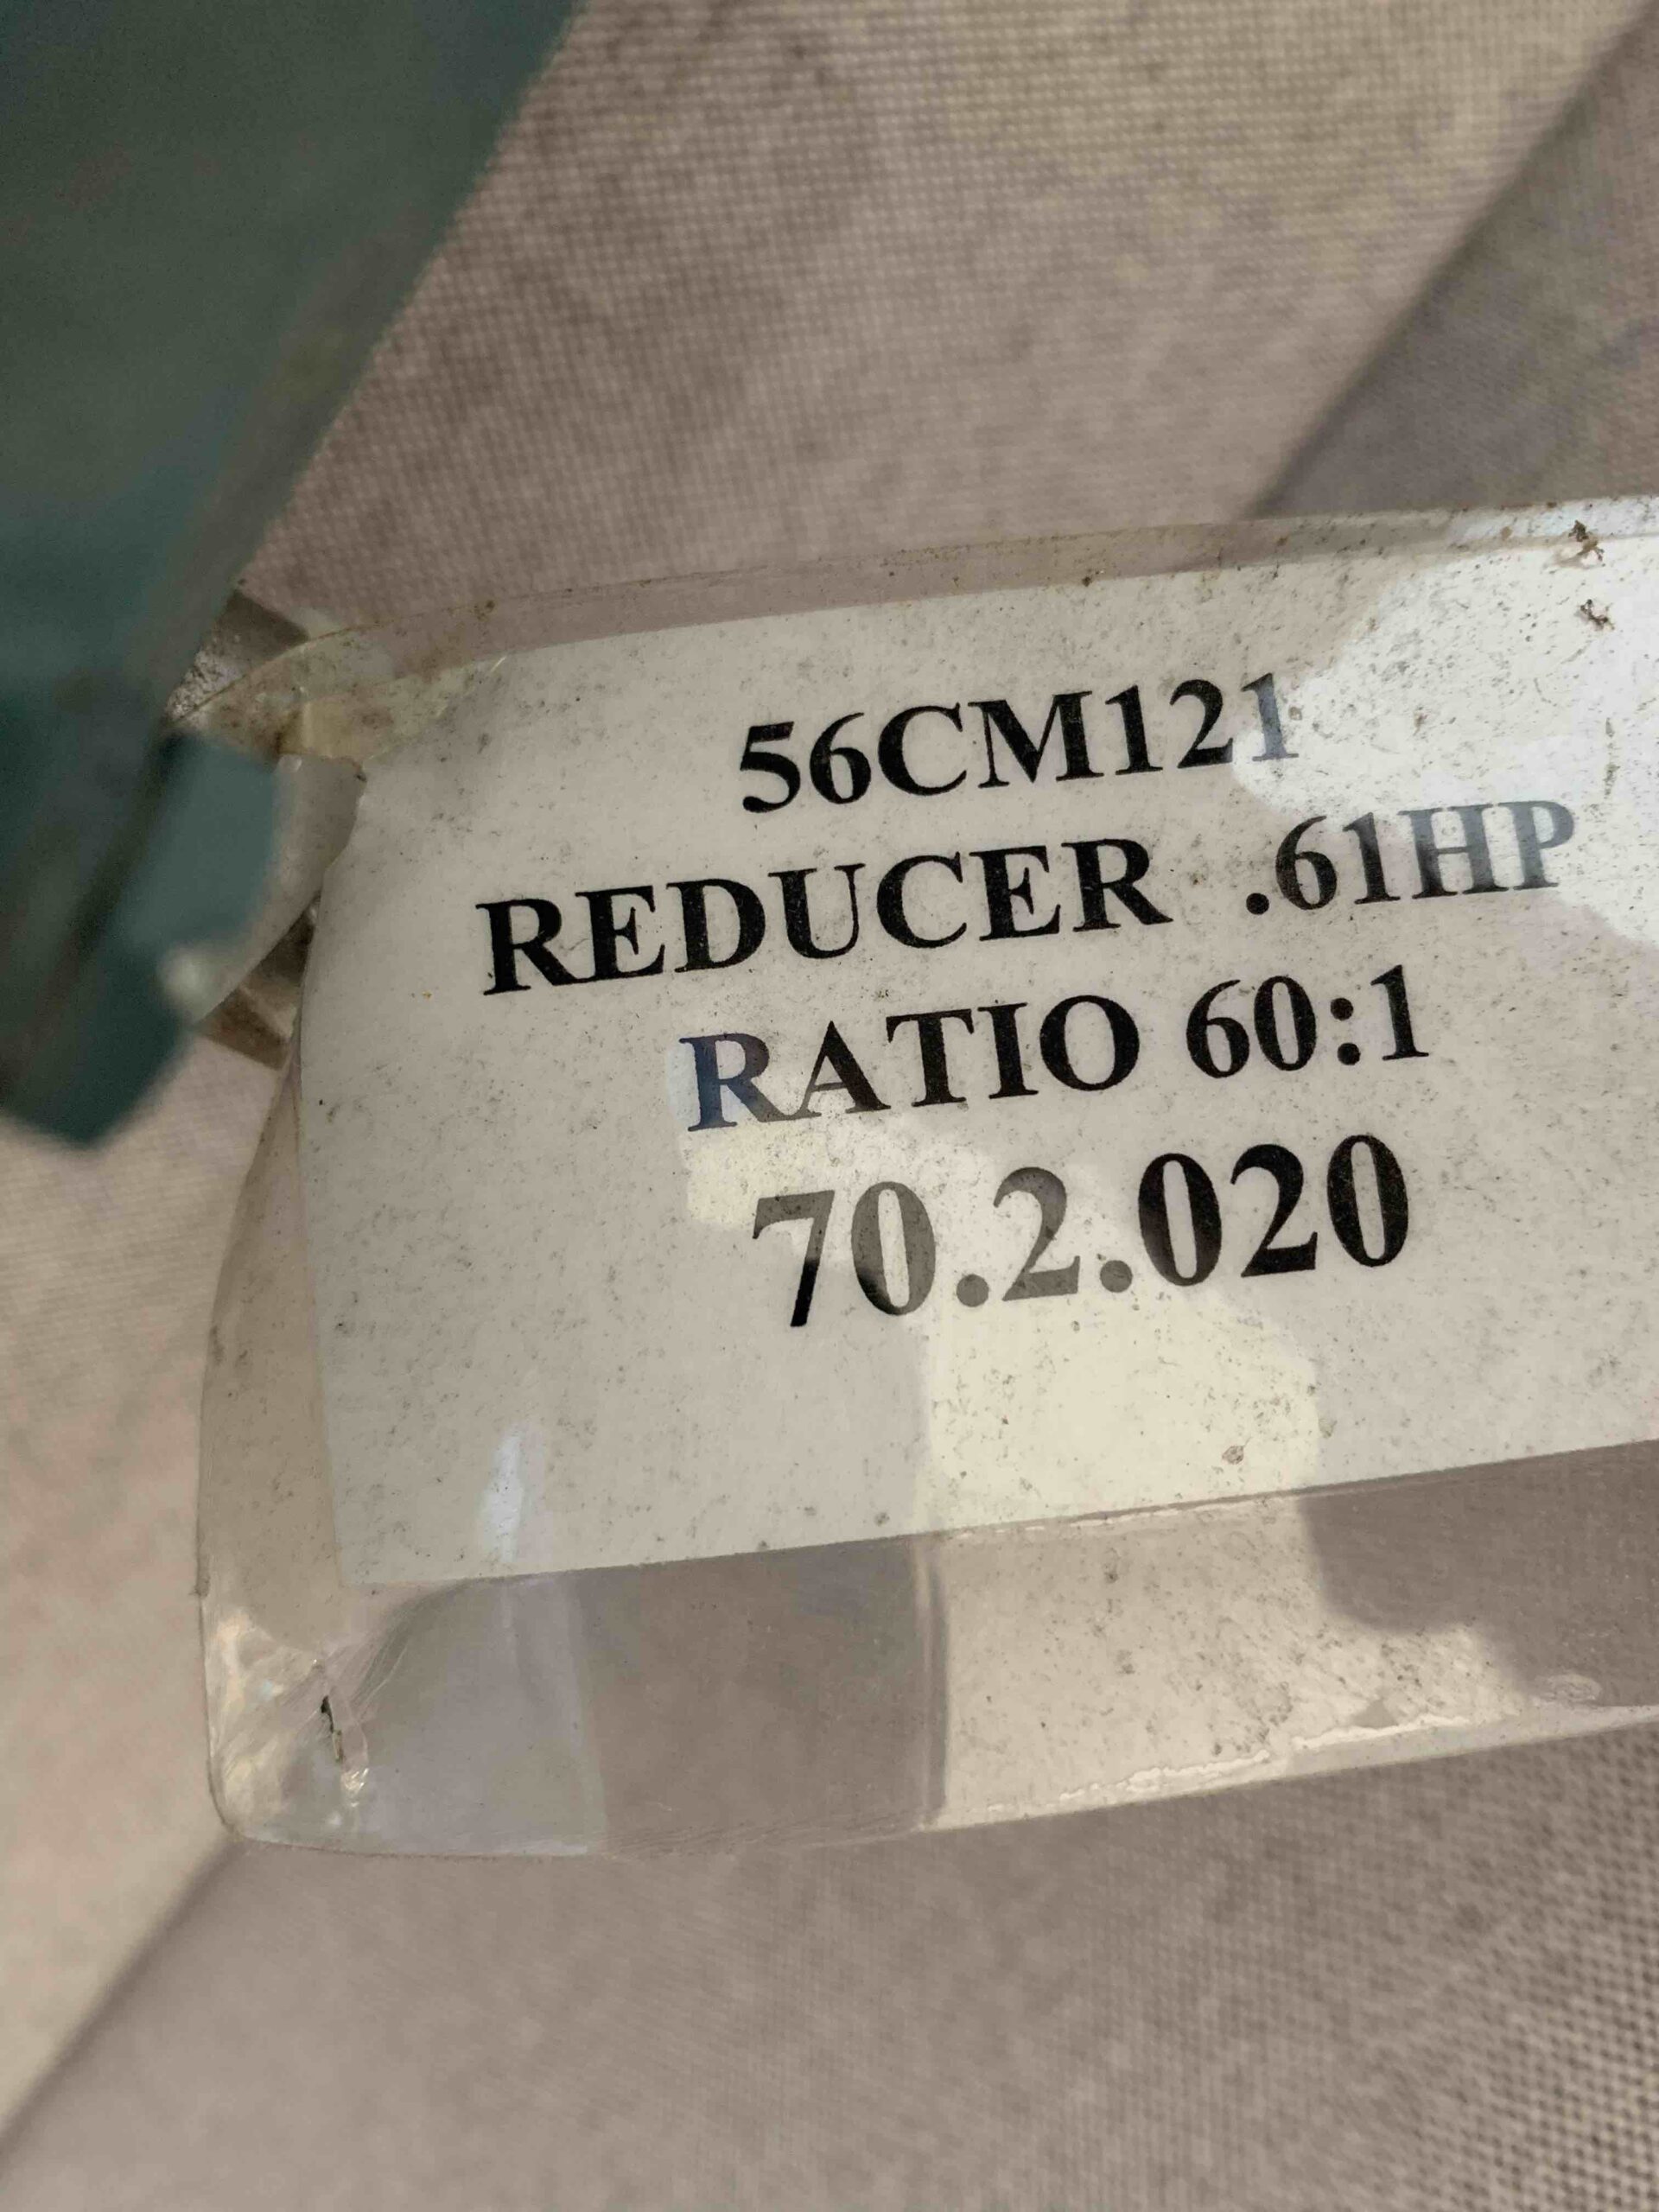 56CM121
REDUCER .61HP
RATIO 60:1
70.2.020